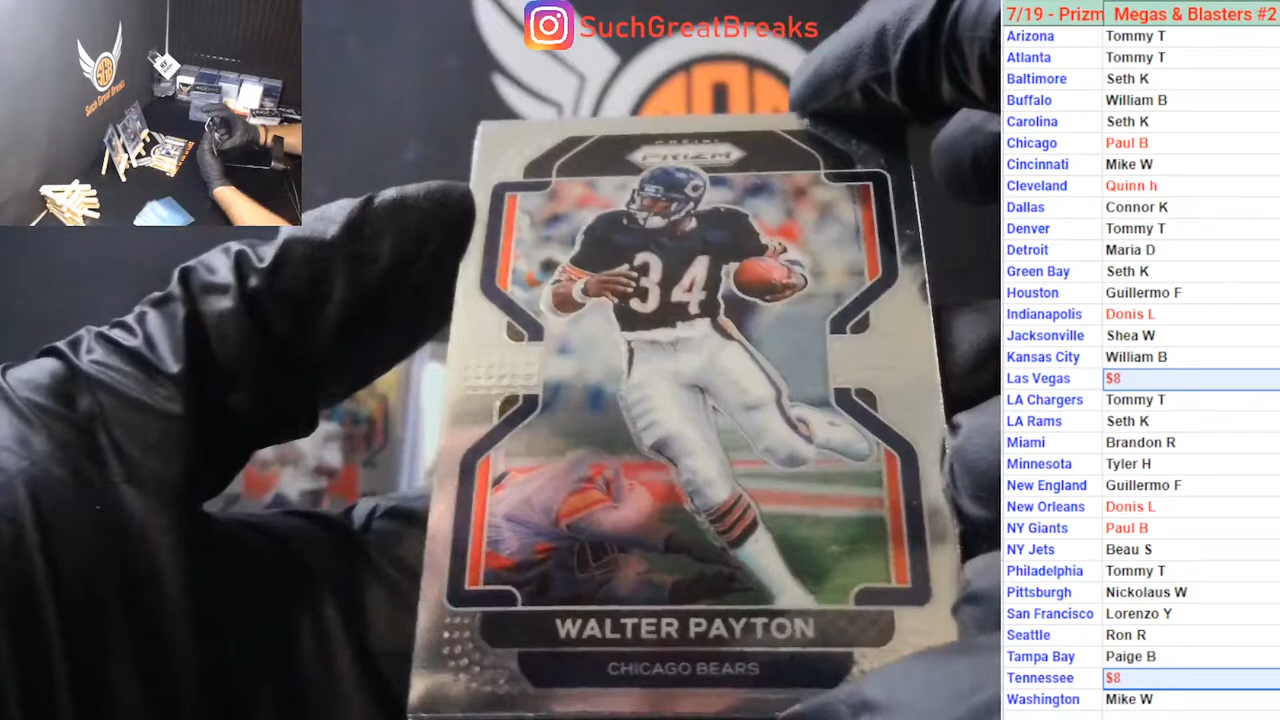 SuchGreatBreaks
Such Great Breaks
PANINI
PRIZM
34
WALTER PAYTON
CHICAGO BEARS
7/19 - Prizm Megas & Blasters #2
Arizona Tommy T
Atlanta Tommy T
Baltimore Seth K
Buffalo William B
Carolina Seth K
Chicago Paul B
Cincinnati Mike W
Cleveland Quinn h
Dallas Connor K
Denver Tommy T
Detroit Maria D
Green Bay Seth K
Houston Guillermo F
Indianapolis Donis L
Jacksonville Shea W
Kansas City William B
Las Vegas $8
LA Chargers Tommy T
LA Rams Seth K
Miami Brandon R
Minnesota Tyler H
New England Guillermo F
New Orleans Donis L
NY Giants Paul B
NY Jets Beau S
Philadelphia Tommy T
Pittsburgh Nickolaus W
San Francisco Lorenzo Y
Seattle Ron R
Tampa Bay Paige B
Tennessee $8
Washington Mike W